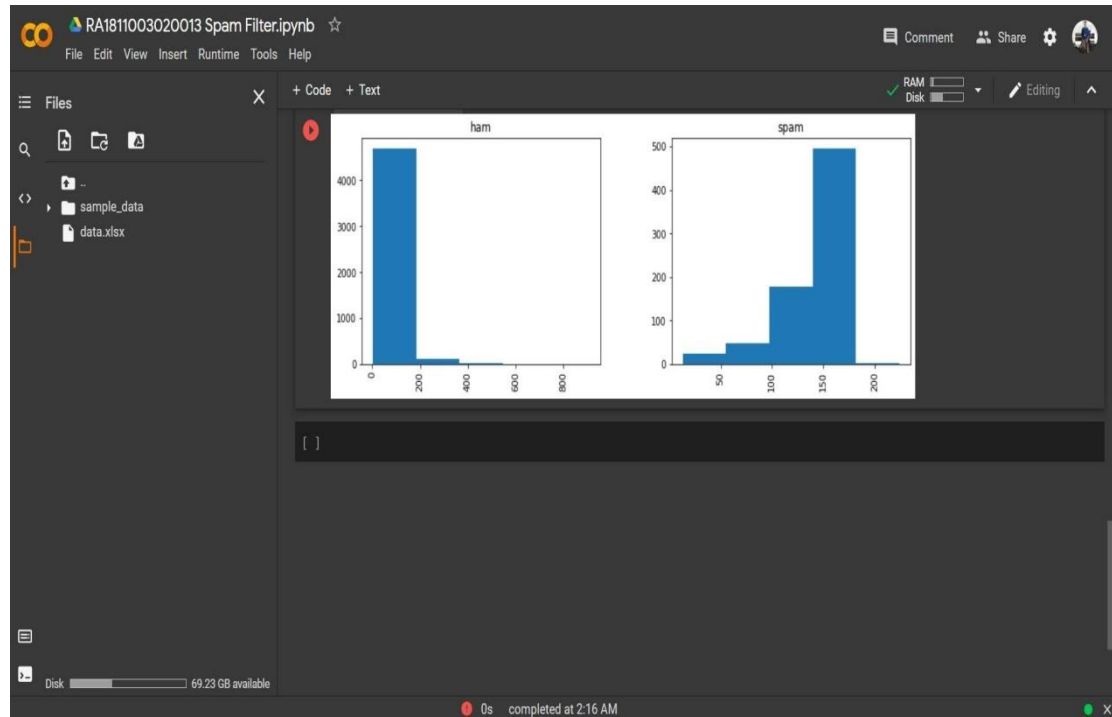 RA1811003020013 Spam Filter.ipynb
File Edit View Insert Runtime Tools Help
Comment Share
Files
+ Code + Text
RAM
Disk
Editing
..
sample_data
data.xlsx
ham
4000
3000
2000
1000
0
0 200 400 600 800
spam
500
400
300
200
100
0
50 100 150 200
[ ]
Disk 69.23 GB available
0s completed at 2:16 AM